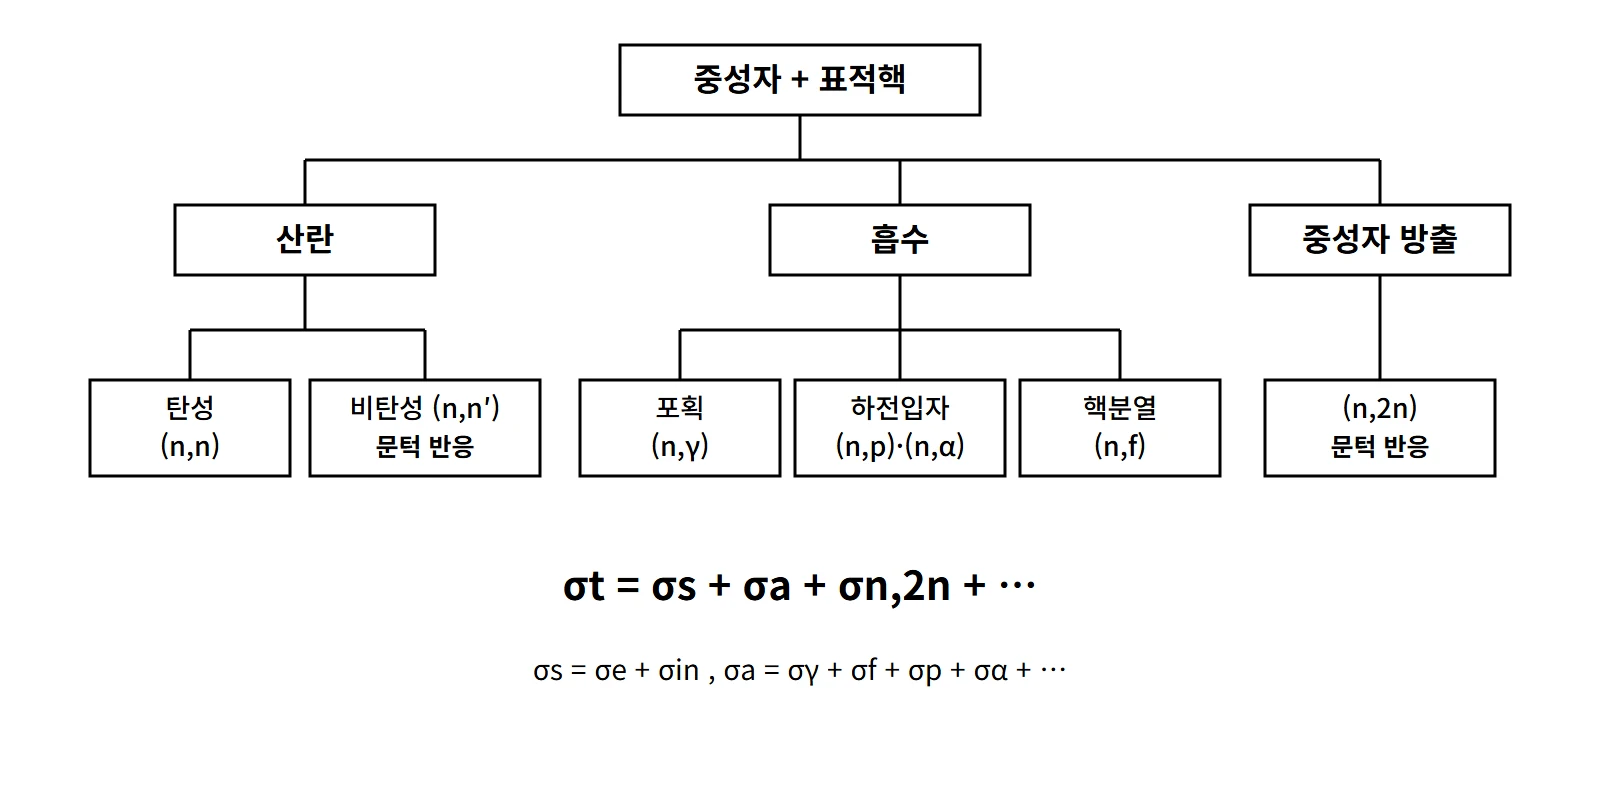 중성자 + 표적핵
산란
흡수
중성자 방출
탄성
(n,n)
비탄성 (n,n′)
문턱 반응
포획
(n,γ)
하전입자
(n,p)·(n,α)
핵분열
(n,f)
(n,2n)
문턱 반응
σt = σs + σa + σn,2n + ···
σs = σe + σin , σa = σγ + σf + σp + σα + ···